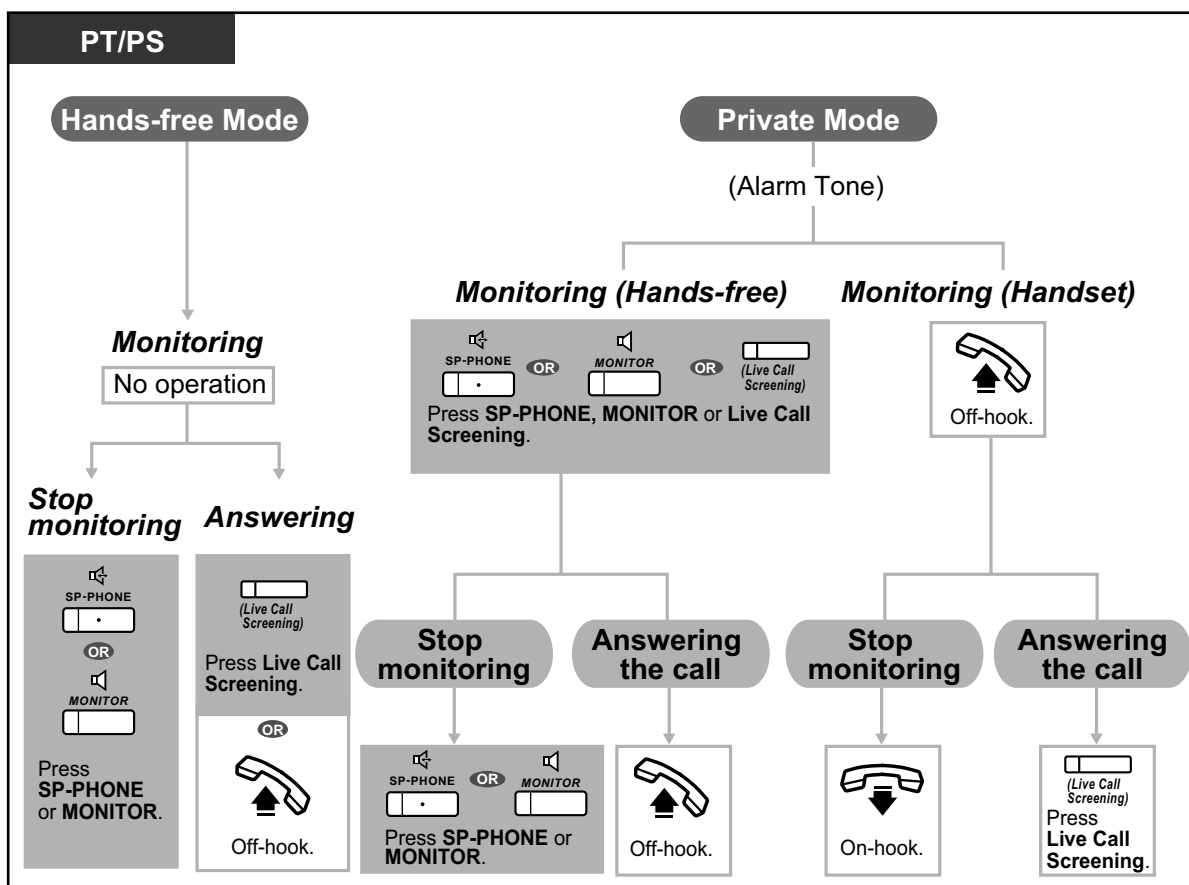 PT/PS
Hands-free Mode
Monitoring
No operation
Stop
monitoring
SP-PHONE
OR
MONITOR
Press
SP-PHONE
or MONITOR.
Answering
(Live Call
Screening)
Press Live Call
Screening.
OR
Off-hook.
Private Mode
(Alarm Tone)
Monitoring (Hands-free)
SP-PHONE OR MONITOR OR (Live Call
Screening)
Press SP-PHONE, MONITOR or Live Call
Screening.
Stop
monitoring
SP-PHONE OR MONITOR
Press SP-PHONE or
MONITOR.
Answering
the call
Off-hook.
Monitoring (Handset)
Off-hook.
Stop
monitoring
On-hook.
Answering
the call
(Live Call
Screening)
Press
Live Call
Screening.